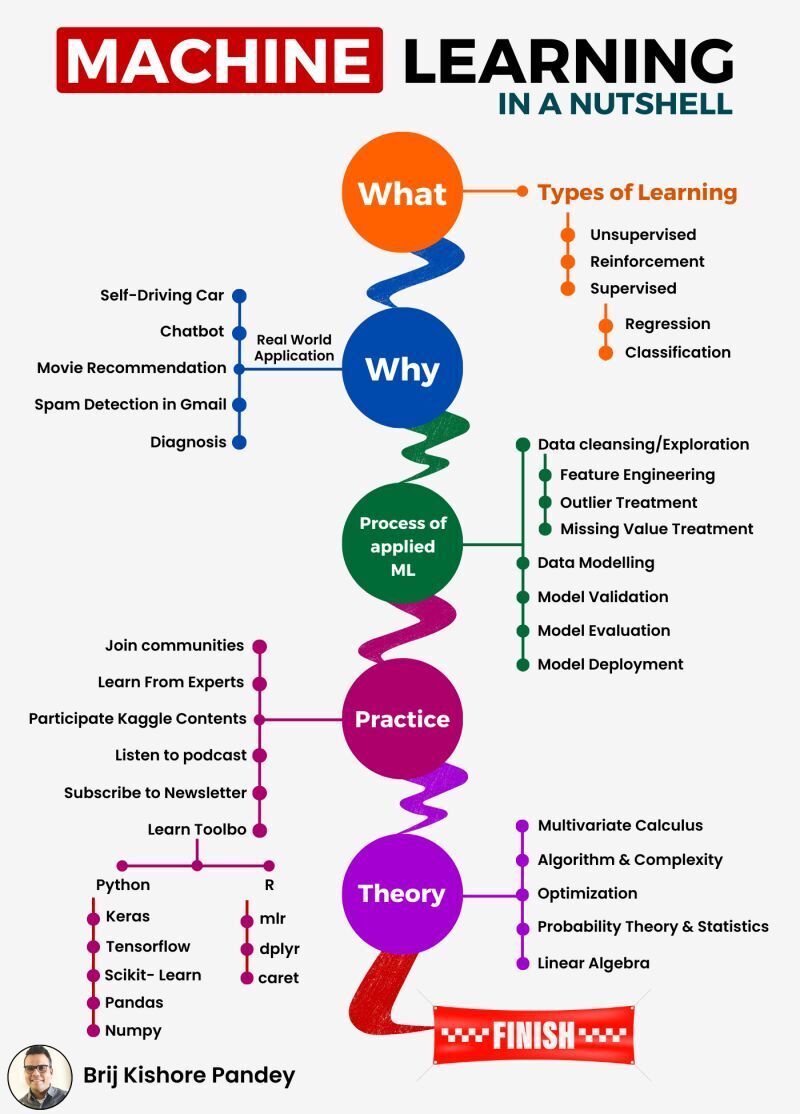 MACHINE LEARNING
IN A NUTSHELL
What
Types of Learning
Unsupervised
Reinforcement
Supervised
Regression
Classification
Why
Real World
Application
Self-Driving Car
Chatbot
Movie Recommendation
Spam Detection in Gmail
Diagnosis
Process of
applied
ML
Data cleansing/Exploration
Feature Engineering
Outlier Treatment
Missing Value Treatment
Data Modelling
Model Validation
Model Evaluation
Model Deployment
Practice
Join communities
Learn From Experts
Participate Kaggle Contents
Listen to podcast
Subscribe to Newsletter
Learn Toolbo
Python
Keras
Tensorflow
Scikit- Learn
Pandas
Numpy
R
mlr
dplyr
caret
Theory
Multivariate Calculus
Algorithm & Complexity
Optimization
Probability Theory & Statistics
Linear Algebra
FINISH
Brij Kishore Pandey